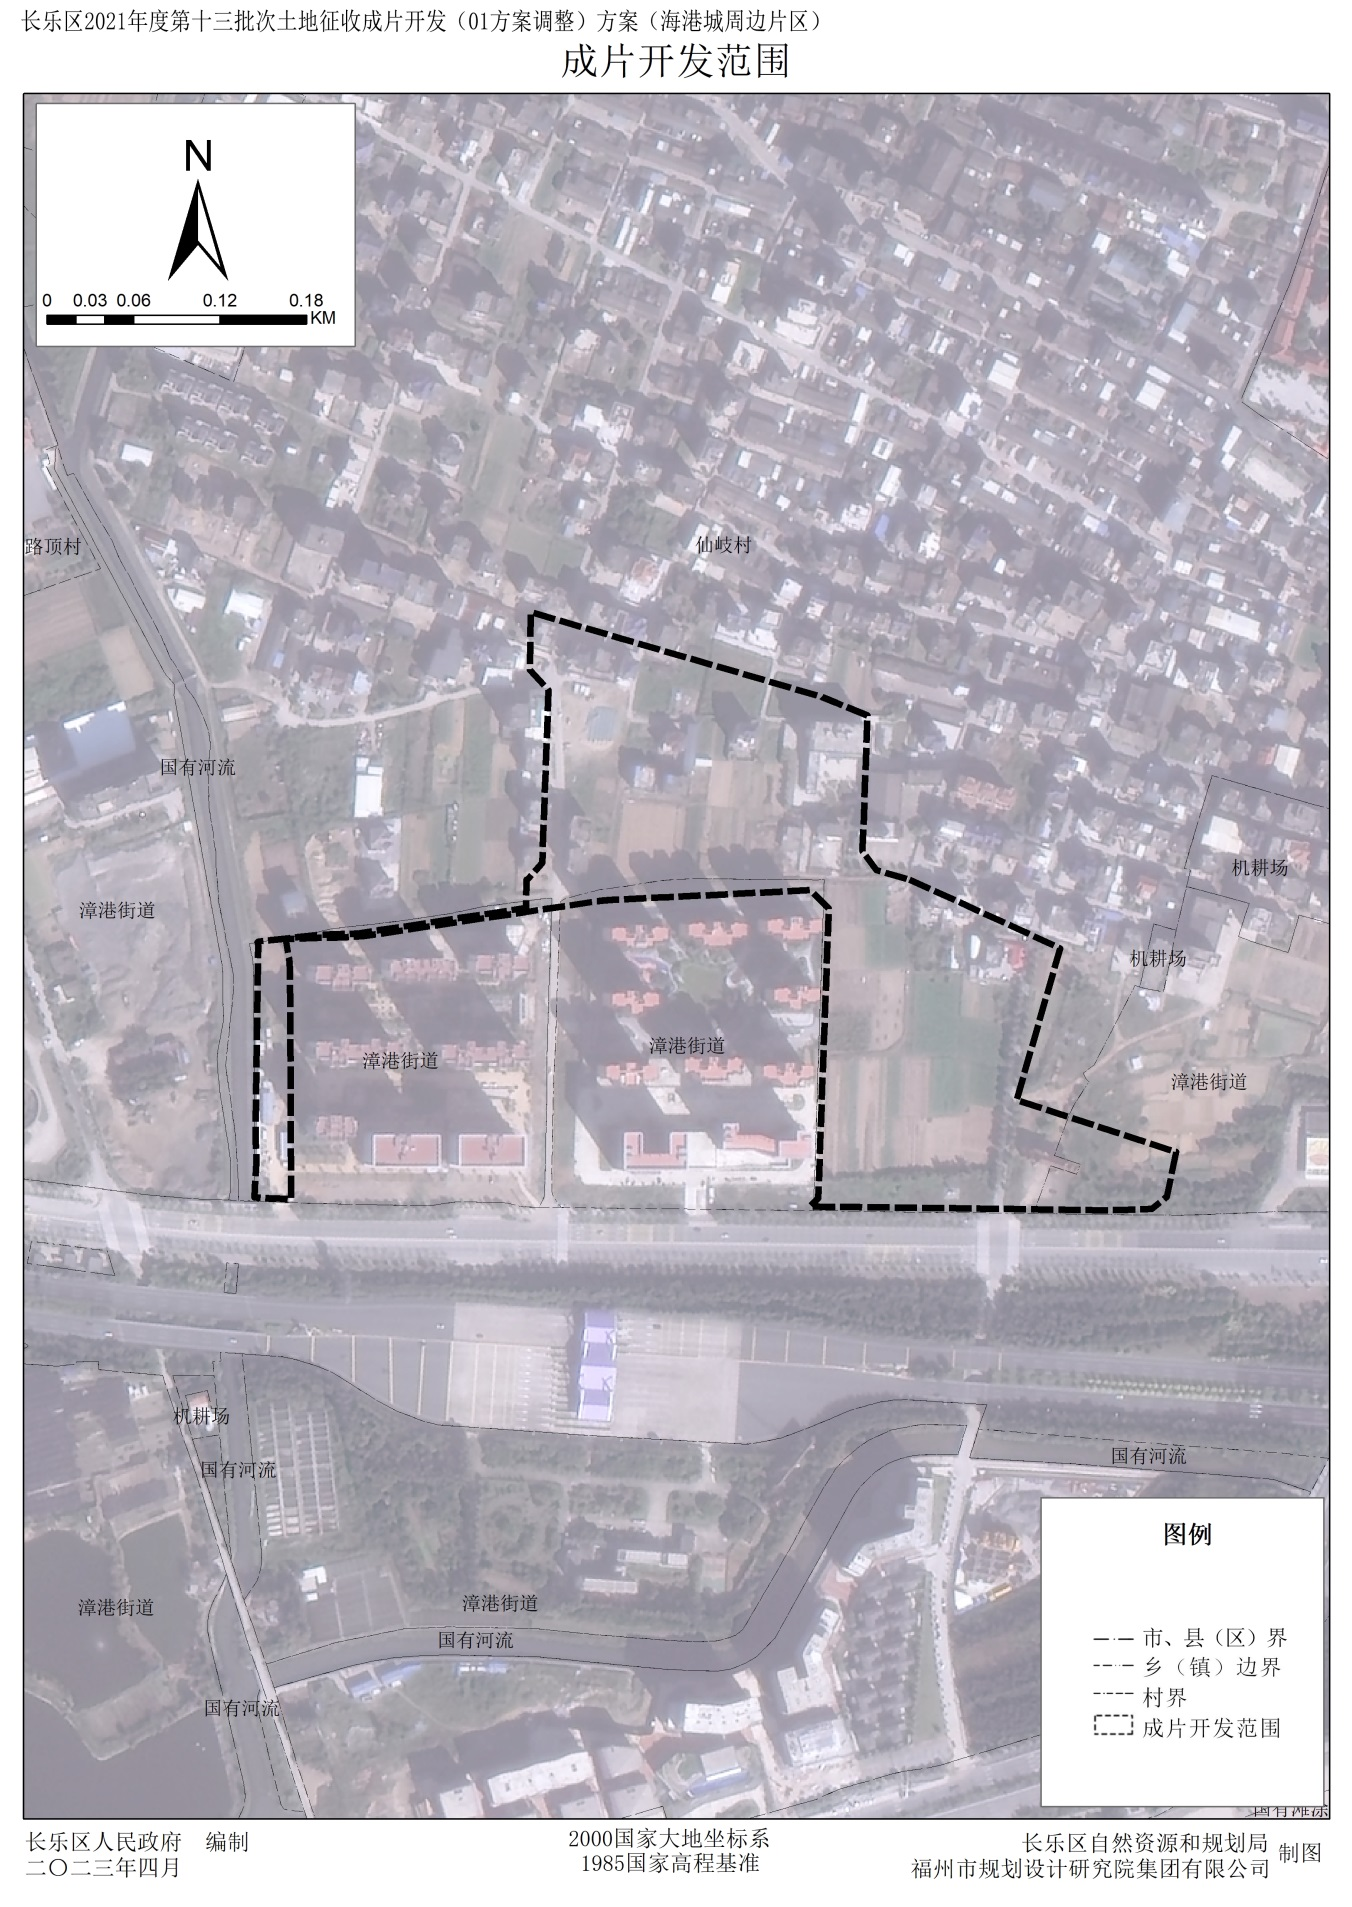 长乐区2021年度第十三批次土地征收成片开发（01方案调整）方案（海港城周边片区）
成片开发范围
N
0 0.03 0.06 0.12 0.18
KM
路顶村
仙岐村
国有河流
机耕场
漳港街道
机耕场
漳港街道
漳港街道
漳港街道
机耕场
国有河流
国有河流
漳港街道
漳港街道
国有河流
国有河流
图例
市、县（区）界
乡（镇）边界
村界
成片开发范围
国有滩涂
长乐区人民政府 编制
二〇二三年四月
2000国家大地坐标系
1985国家高程基准
长乐区自然资源和规划局
福州市规划设计研究院集团有限公司
制图